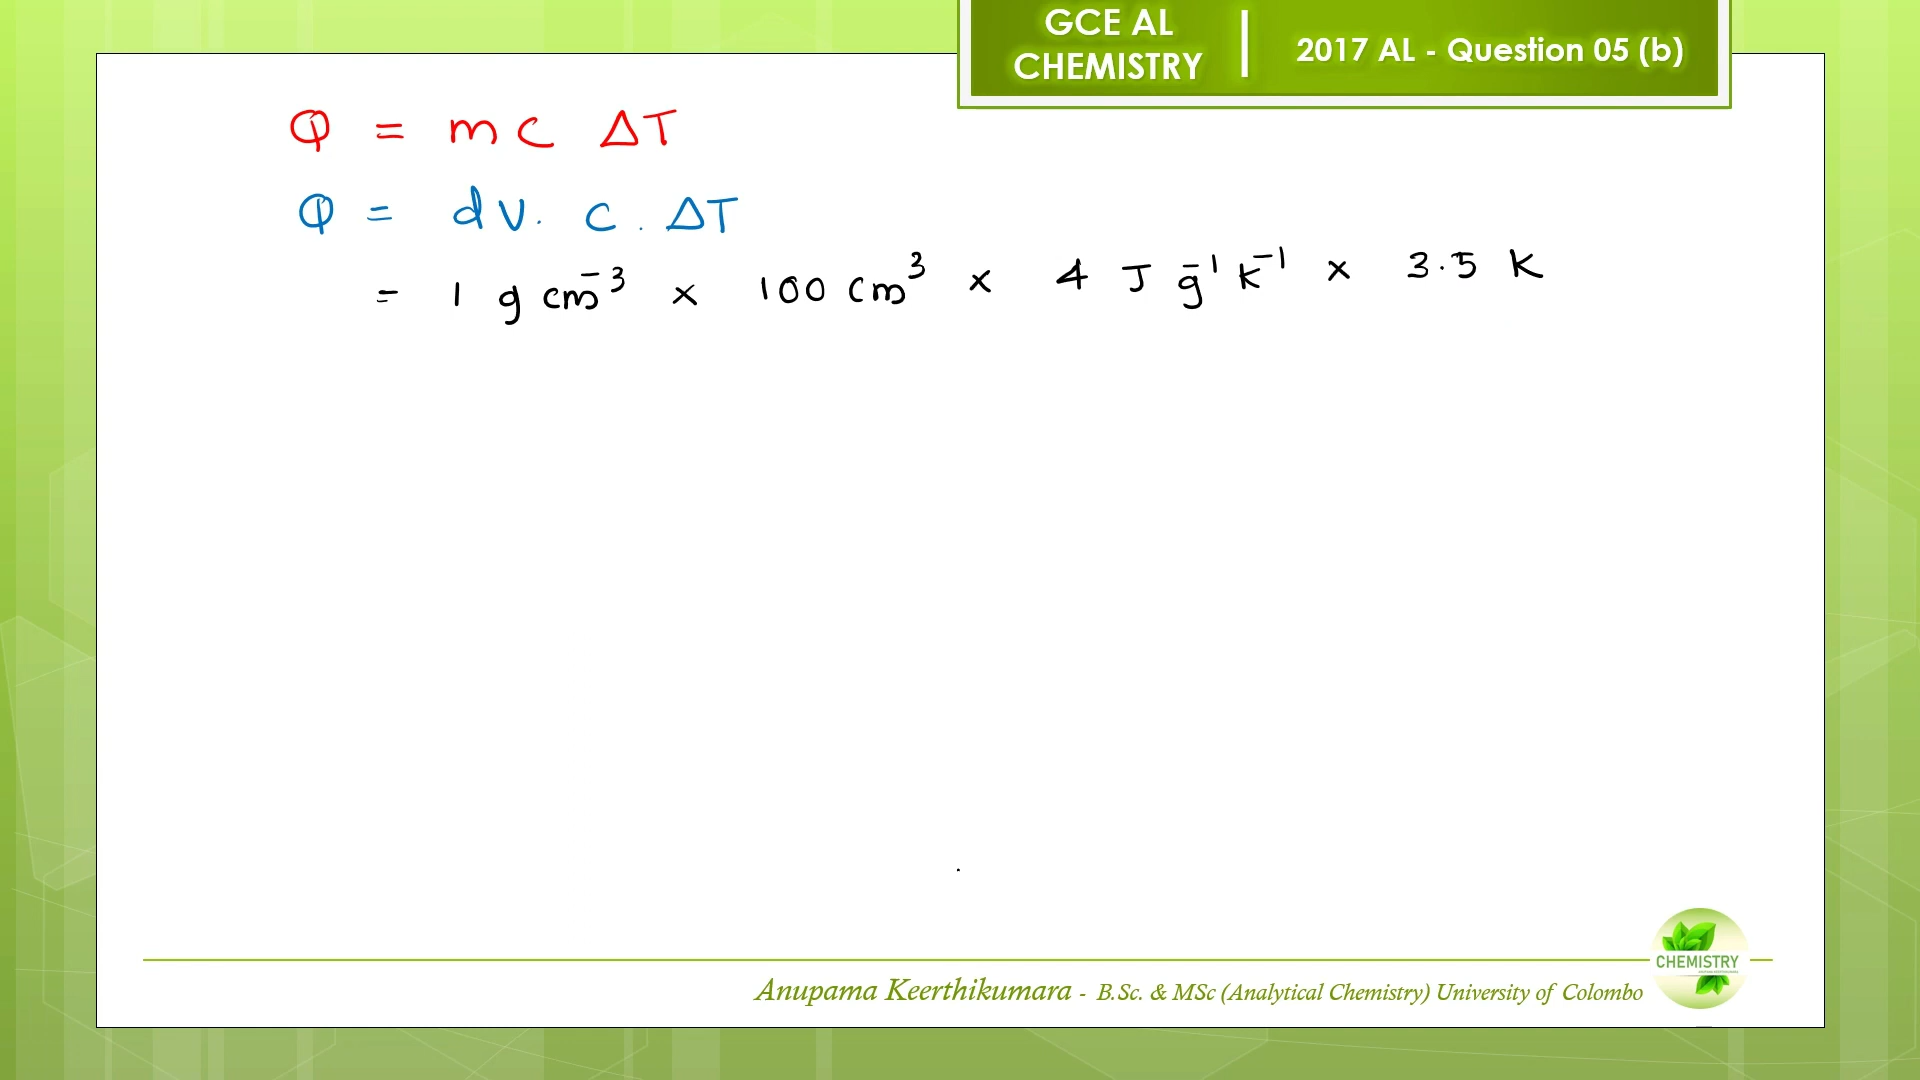 GCE AL
CHEMISTRY
2017 AL - Question 05 (b)
Q = m c ΔT
Q = dv. c . ΔT
= 1 g cm⁻³ × 100 cm³ × 4 J g⁻¹ K⁻¹ × 3.5 K
CHEMISTRY
Anupama Keerthikumara - B.Sc. & MSc (Analytical Chemistry) University of Colombo